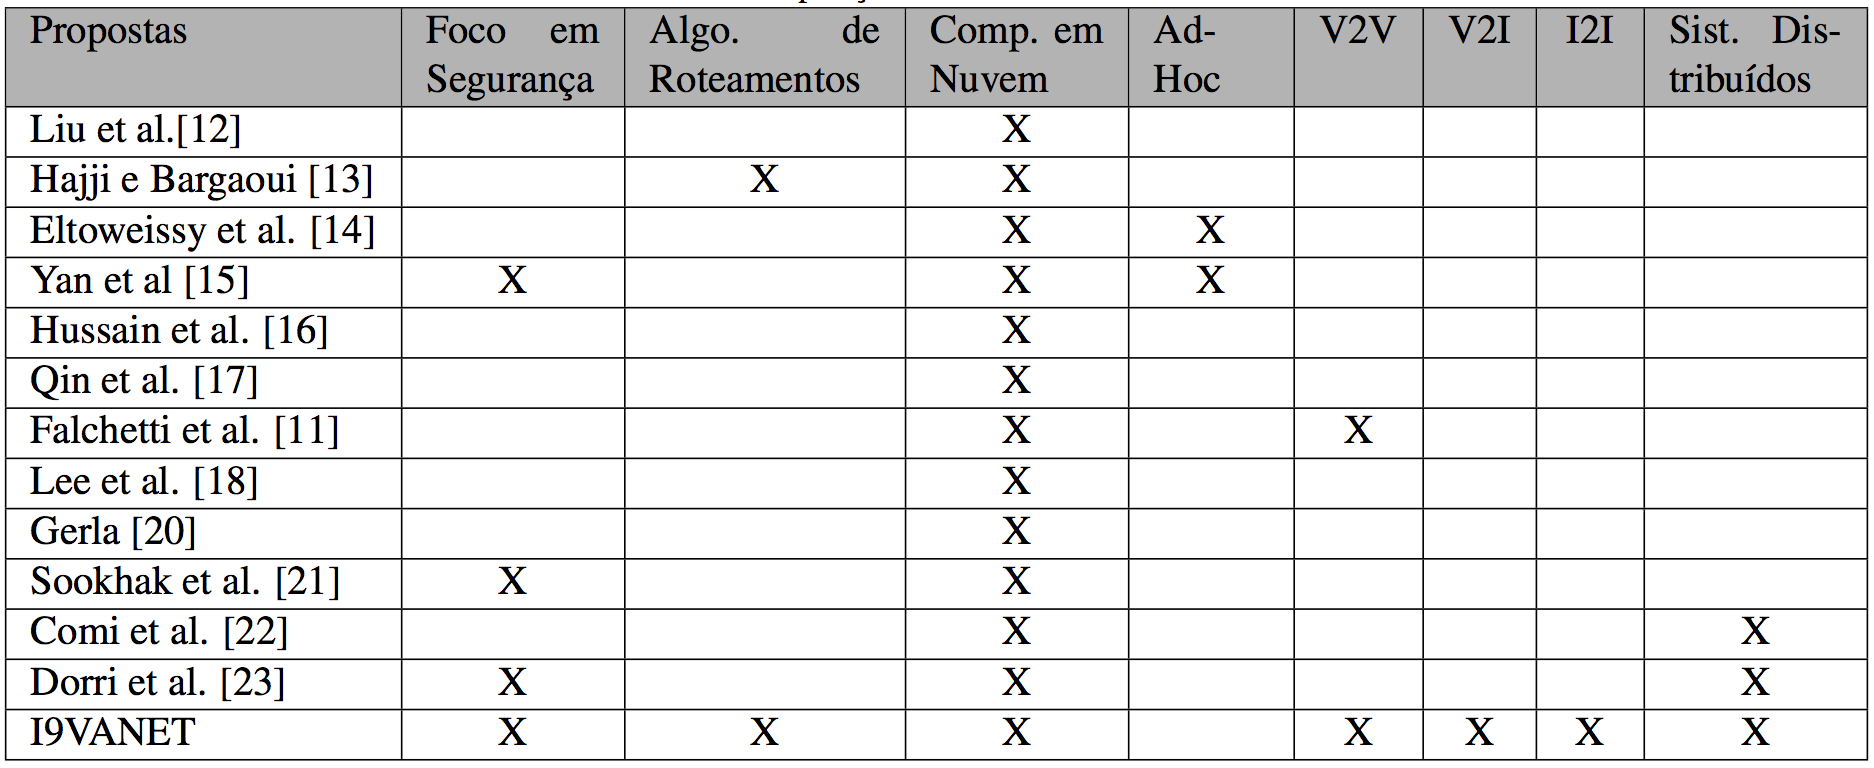 Propostas Foco em Algo. de Comp. em Ad- V2V V2I I2I Sist. Dis-
Segurança Roteamentos Nuvem Hoc tribuídos
Liu et al.[12] X
Hajji e Bargaoui [13] X X
Eltoweissy et al. [14] X X
Yan et al [15] X X X
Hussain et al. [16] X
Qin et al. [17] X
Falchetti et al. [11] X X
Lee et al. [18] X
Gerla [20] X
Sookhak et al. [21] X X
Comi et al. [22] X X
Dorri et al. [23] X X X
I9VANET X X X X X X X